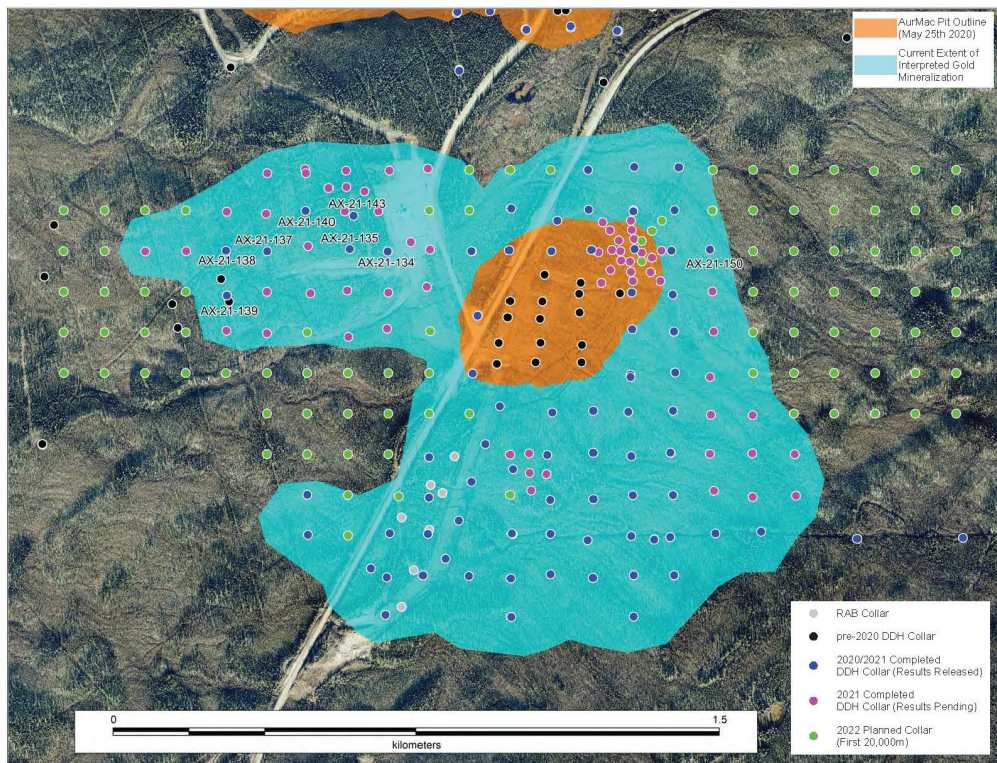 AurMac Pit Outline
(May 25th 2020)
Current Extent of
Interpreted Gold
Mineralization
AX-21-143
AX-21-140
AX-21-137
AX-21-135
AX-21-138
AX-21-134
AX-21-150
AX-21-139
RAB Collar
pre-2020 DDH Collar
2020/2021 Completed
DDH Collar (Results Released)
2021 Completed
DDH Collar (Results Pending)
2022 Planned Collar
(First 20,000m)
0 1.5
kilometers